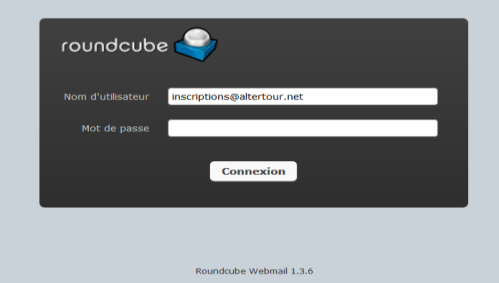 roundcube
Nom d'utilisateur inscriptions@altertour.net
Mot de passe
Connexion
Roundcube Webmail 1.3.6